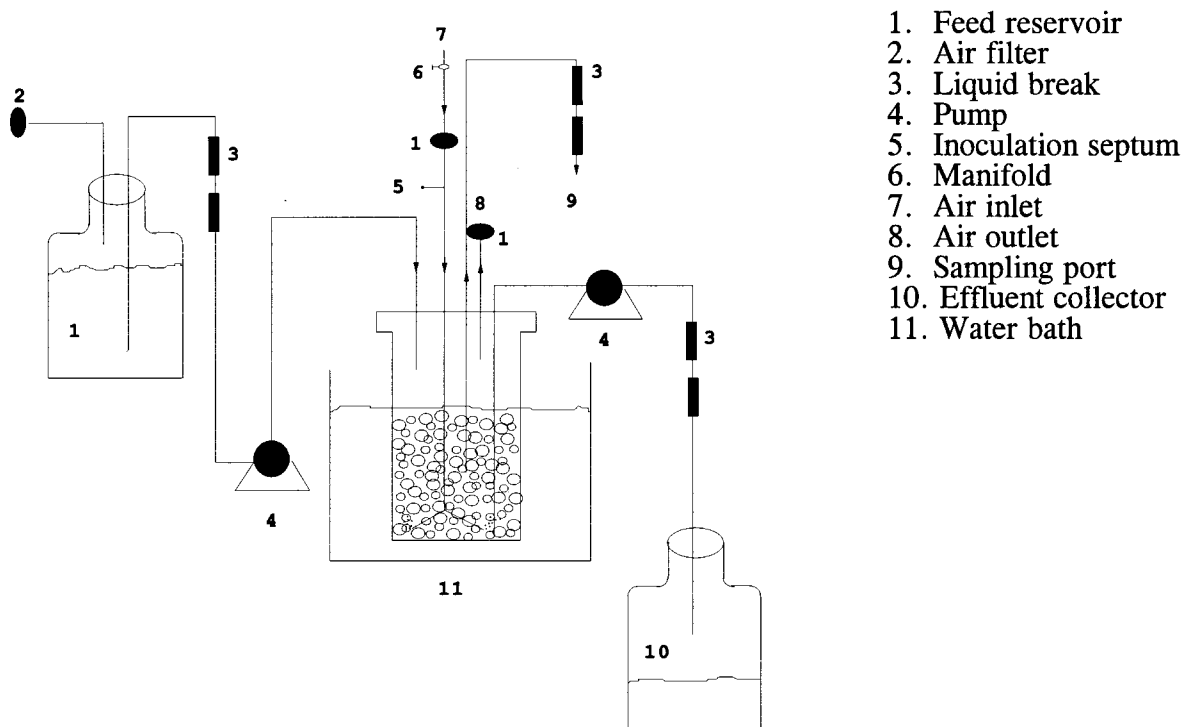 7
6
3
2
1
3
5
8
9
1
1
4
3
4
11
10
1. Feed reservoir
2. Air filter
3. Liquid break
4. Pump
5. Inoculation septum
6. Manifold
7. Air inlet
8. Air outlet
9. Sampling port
10. Effluent collector
11. Water bath